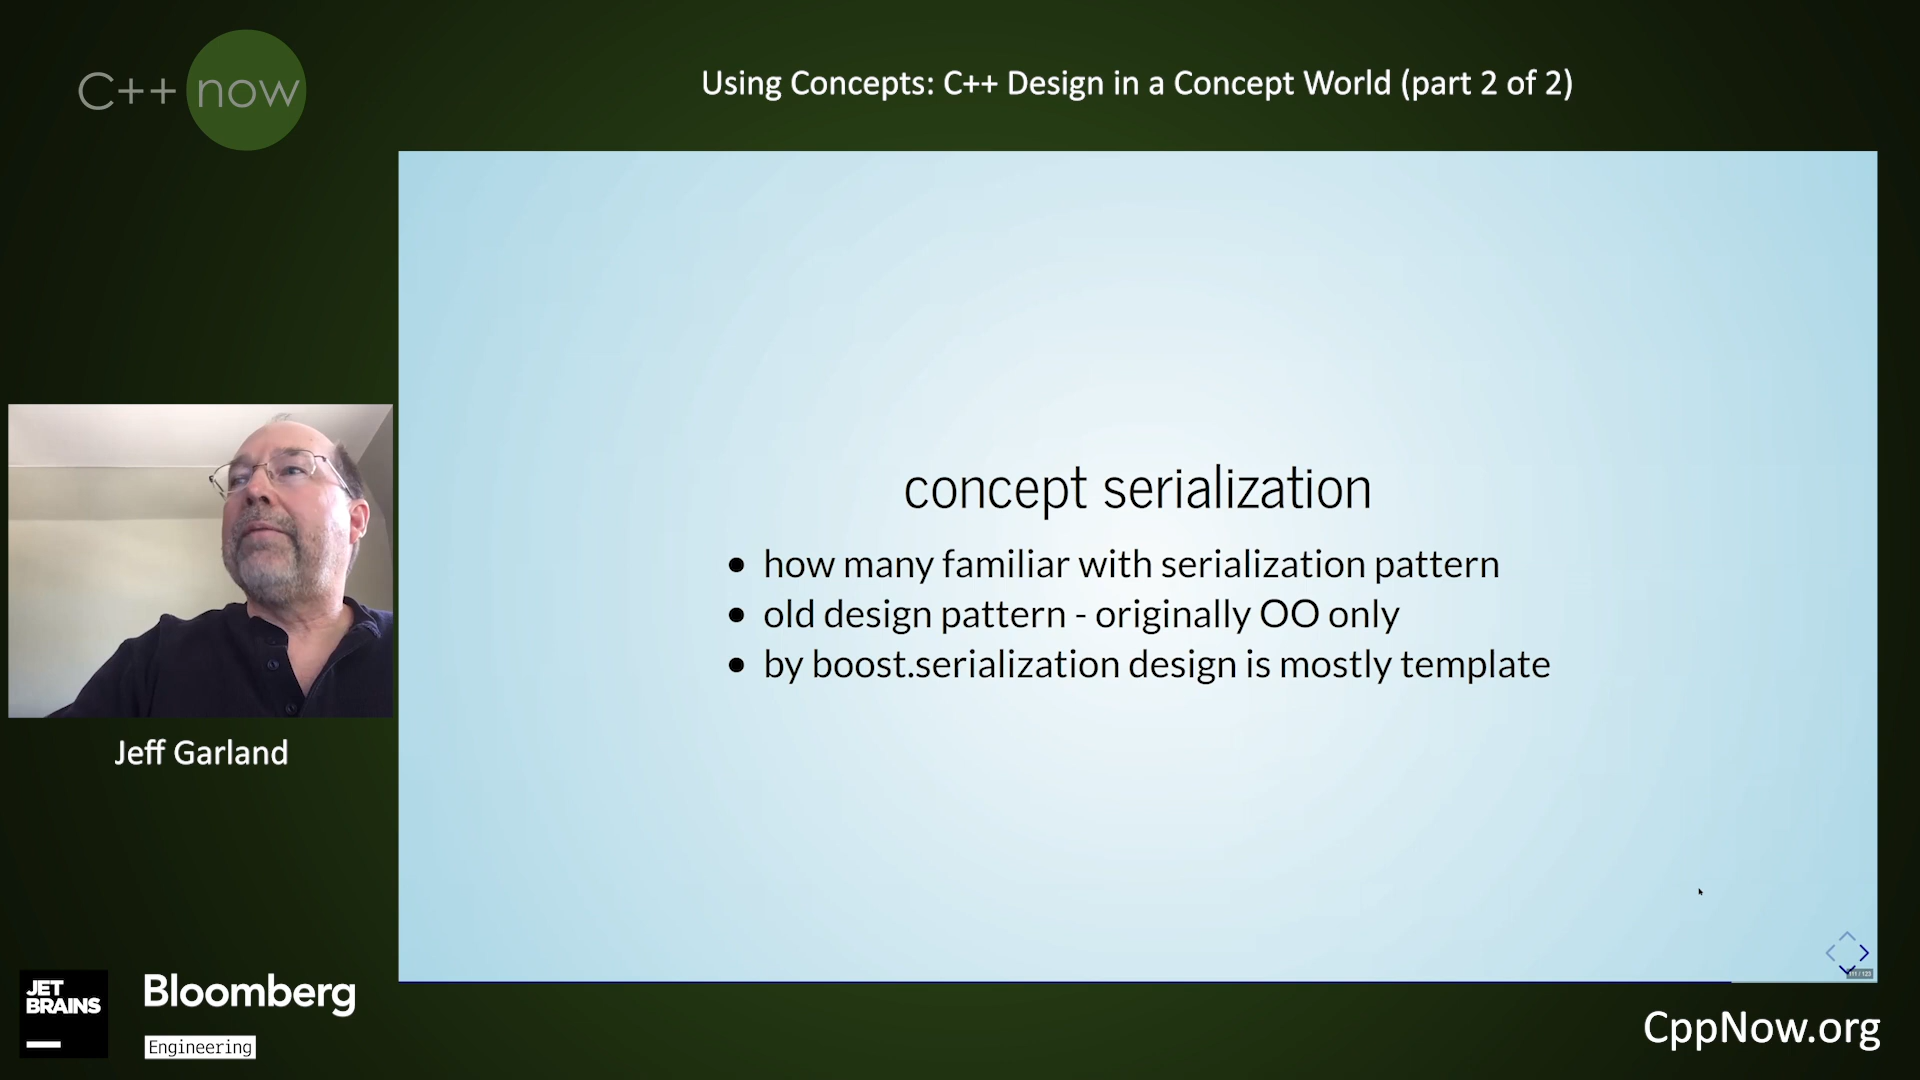 C++ now
Using Concepts: C++ Design in a Concept World (part 2 of 2)
concept serialization
• how many familiar with serialization pattern
• old design pattern - originally OO only
• by boost.serialization design is mostly template
Jeff Garland
JET
BRAINS
Bloomberg
Engineering
CppNow.org